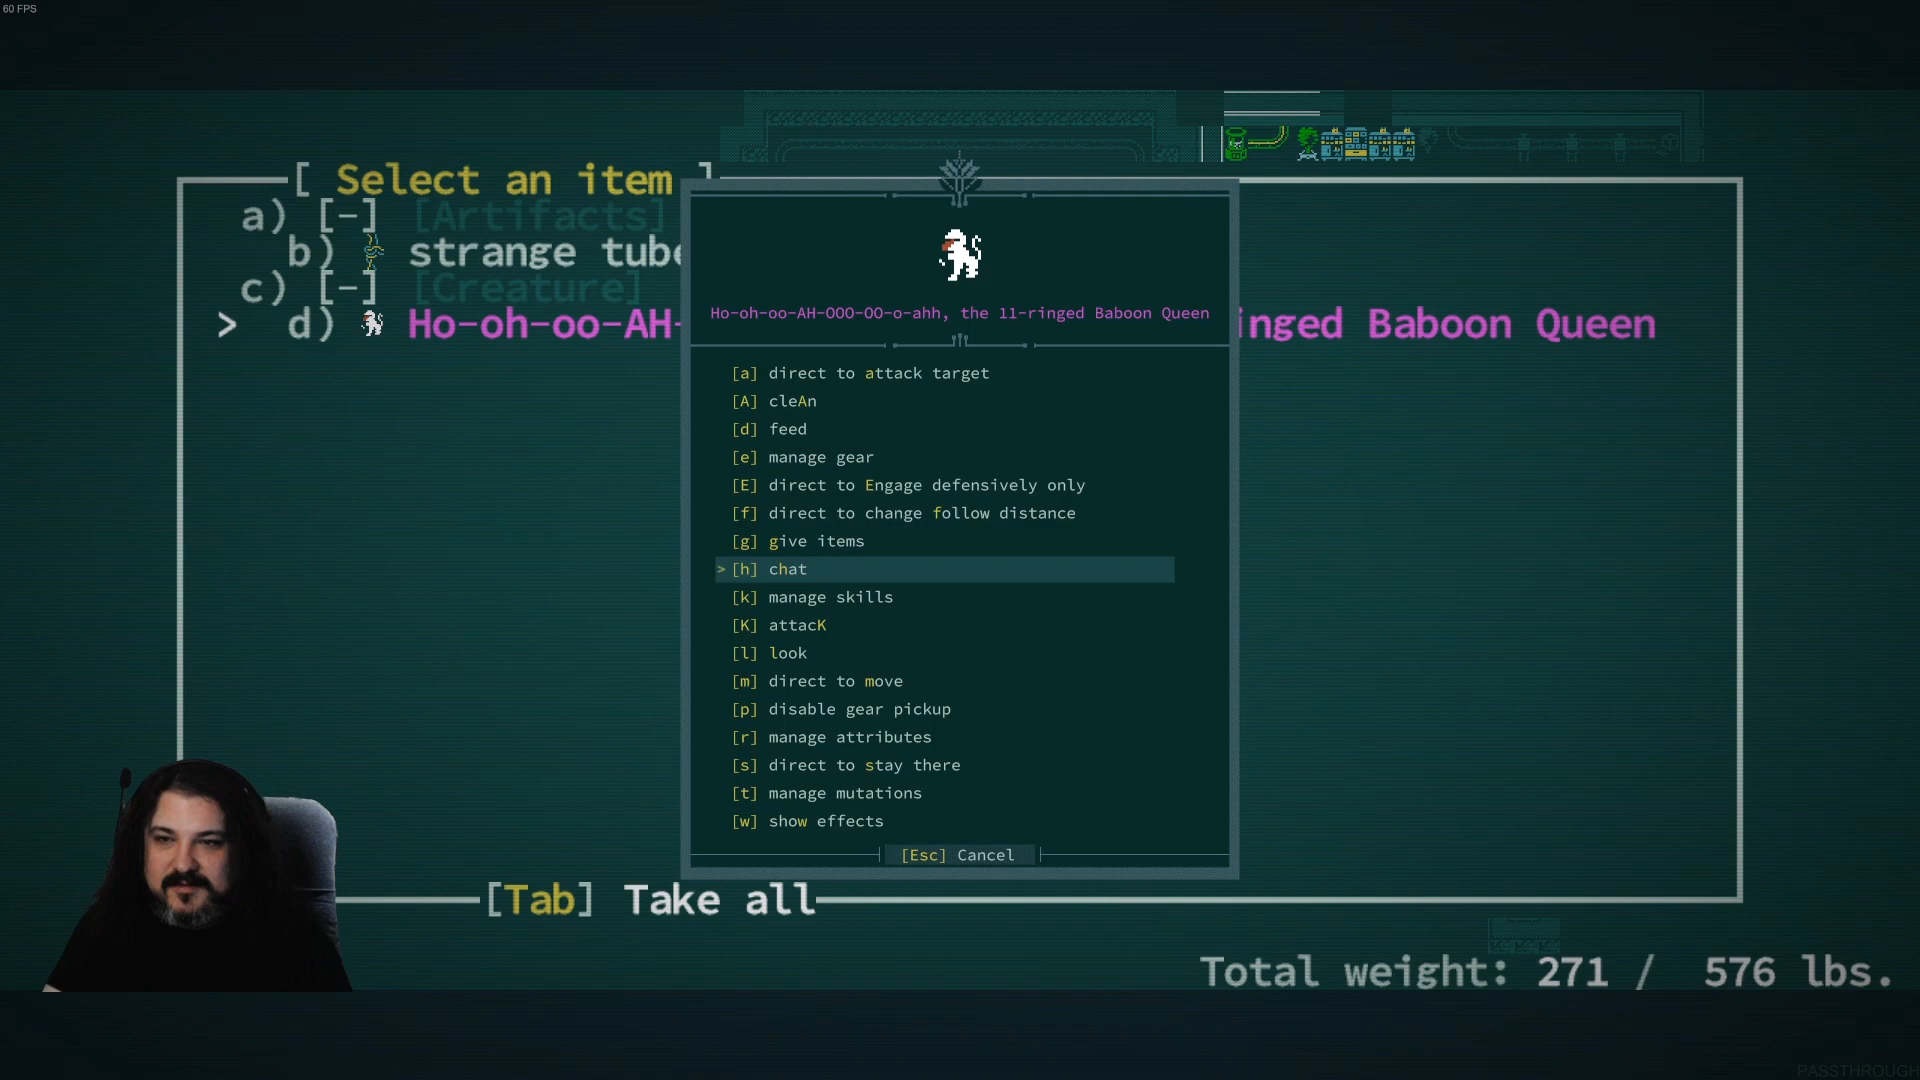 60 FPS
[ Select an item ]
a) [-] [Artifacts]
b) strange tube
c) [-] [Creature]
> d) Ho-oh-oo-AH- inged Baboon Queen
Ho-oh-oo-AH-OOO-OO-o-ahh, the 11-ringed Baboon Queen
[a] direct to attack target
[A] cleAn
[d] feed
[e] manage gear
[E] direct to Engage defensively only
[f] direct to change follow distance
[g] give items
> [h] chat
[k] manage skills
[K] attacK
[l] look
[m] direct to move
[p] disable gear pickup
[r] manage attributes
[s] direct to stay there
[t] manage mutations
[w] show effects
[Esc] Cancel
[Tab] Take all
Total weight: 271 / 576 lbs.
PASSTHROUGH